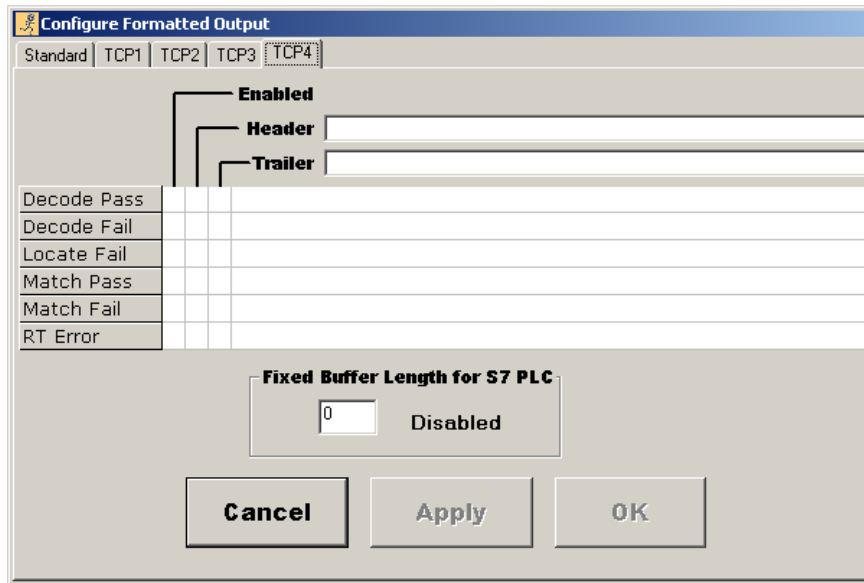 Configure Formatted Output
Standard TCP1 TCP2 TCP3 TCP4
Enabled
Header
Trailer
Decode Pass
Decode Fail
Locate Fail
Match Pass
Match Fail
RT Error
Fixed Buffer Length for S7 PLC
0 Disabled
Cancel Apply OK